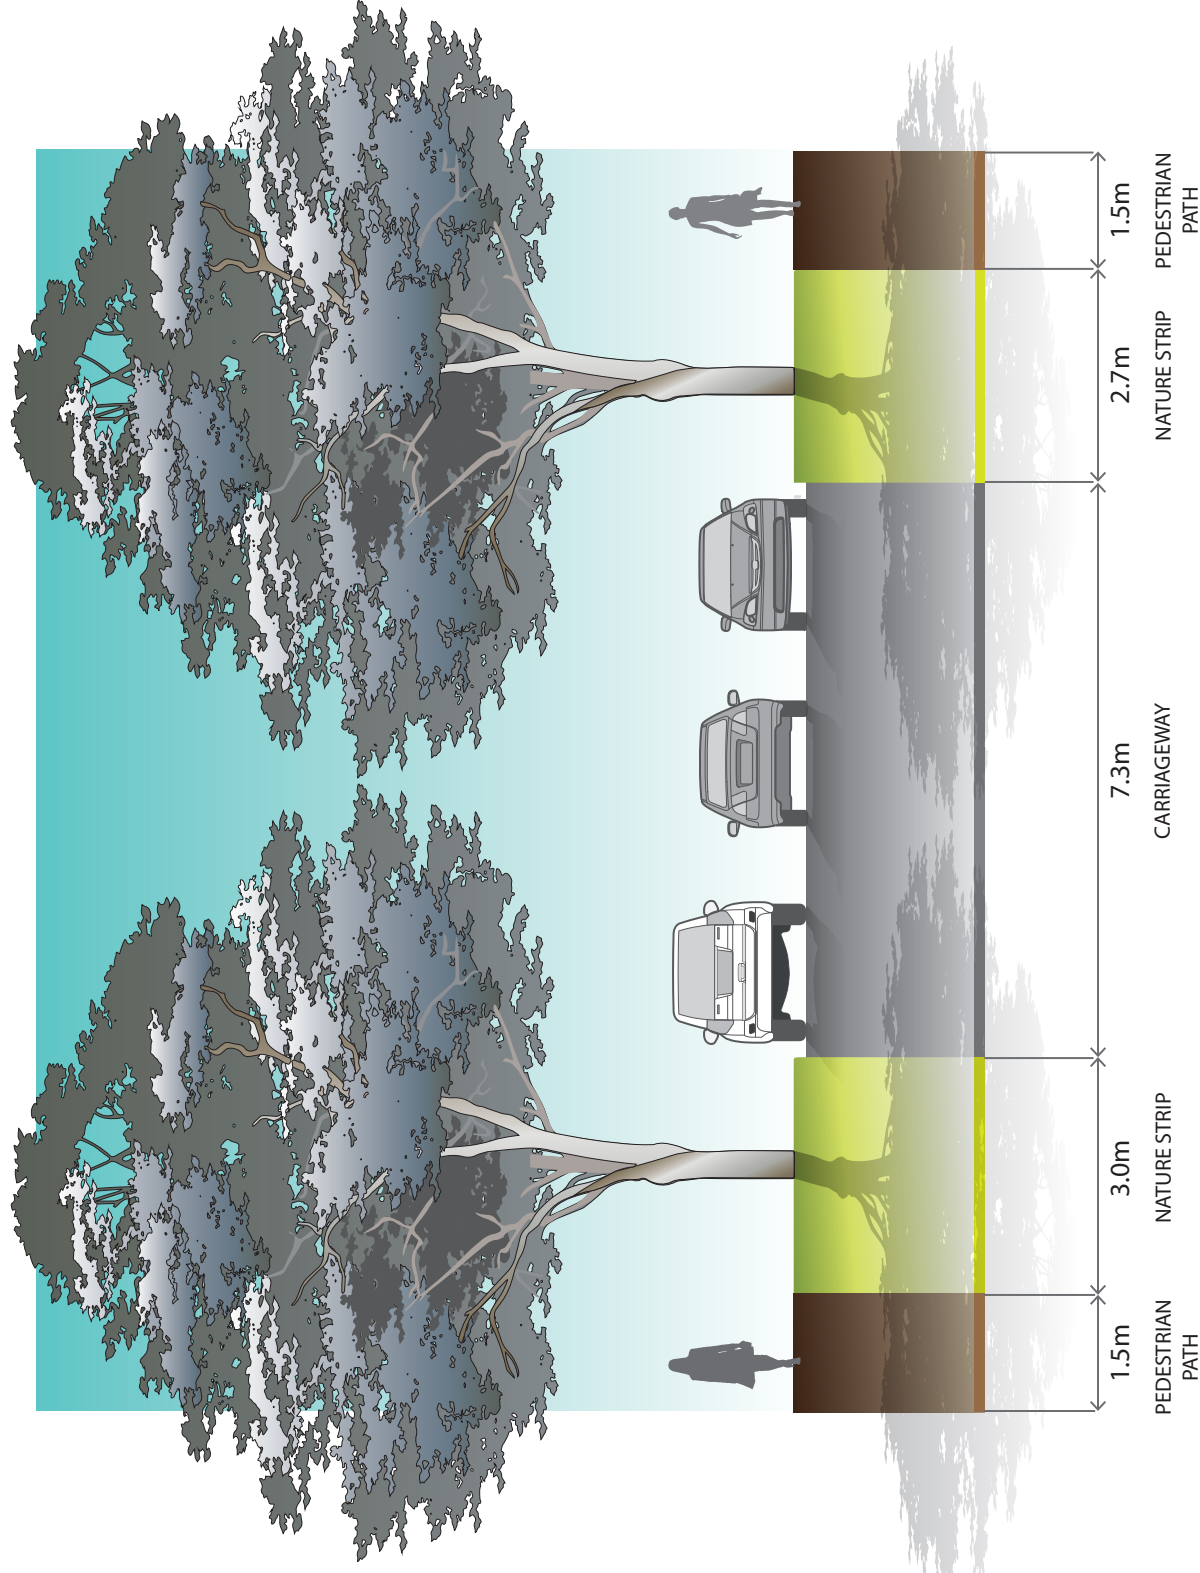 1.5m
3.0m
7.3m
2.7m
1.5m
PEDESTRIAN
PATH
NATURE STRIP
CARRIAGEWAY
NATURE STRIP
PEDESTRIAN
PATH